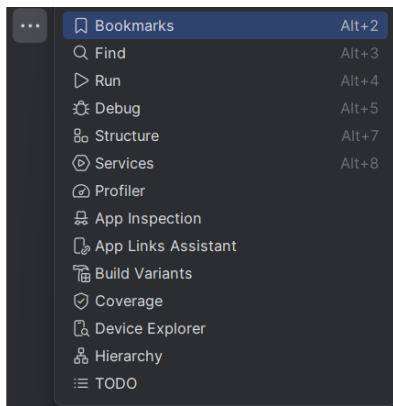 Bookmarks Alt+2
Find Alt+3
Run Alt+4
Debug Alt+5
Structure Alt+7
Services Alt+8
Profiler
App Inspection
App Links Assistant
Build Variants
Coverage
Device Explorer
Hierarchy
TODO